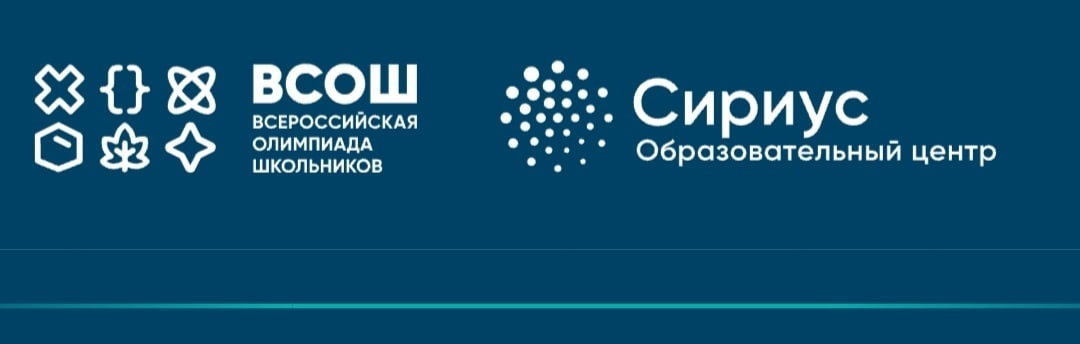 ВСОШ
ВСЕРОССИЙСКАЯ
ОЛИМПИАДА
ШКОЛЬНИКОВ
Сириус
Образовательный центр